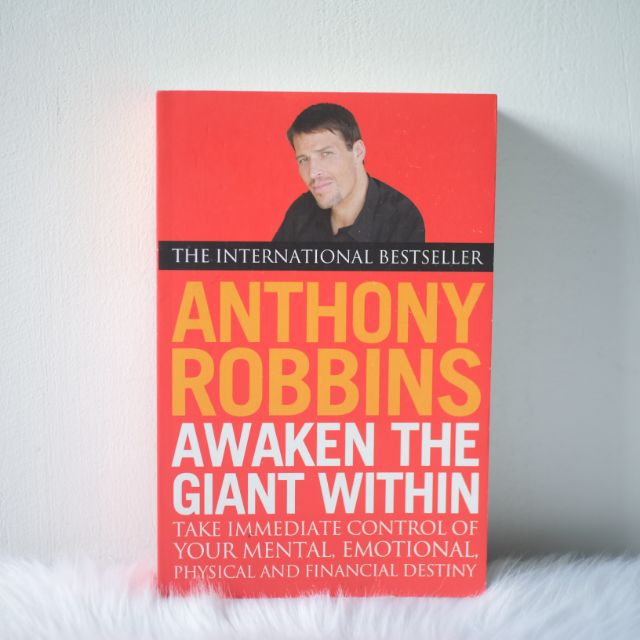 THE INTERNATIONAL BESTSELLER
ANTHONY
ROBBINS
AWAKEN THE
GIANT WITHIN
TAKE IMMEDIATE CONTROL OF
YOUR MENTAL, EMOTIONAL,
PHYSICAL AND FINANCIAL DESTINY